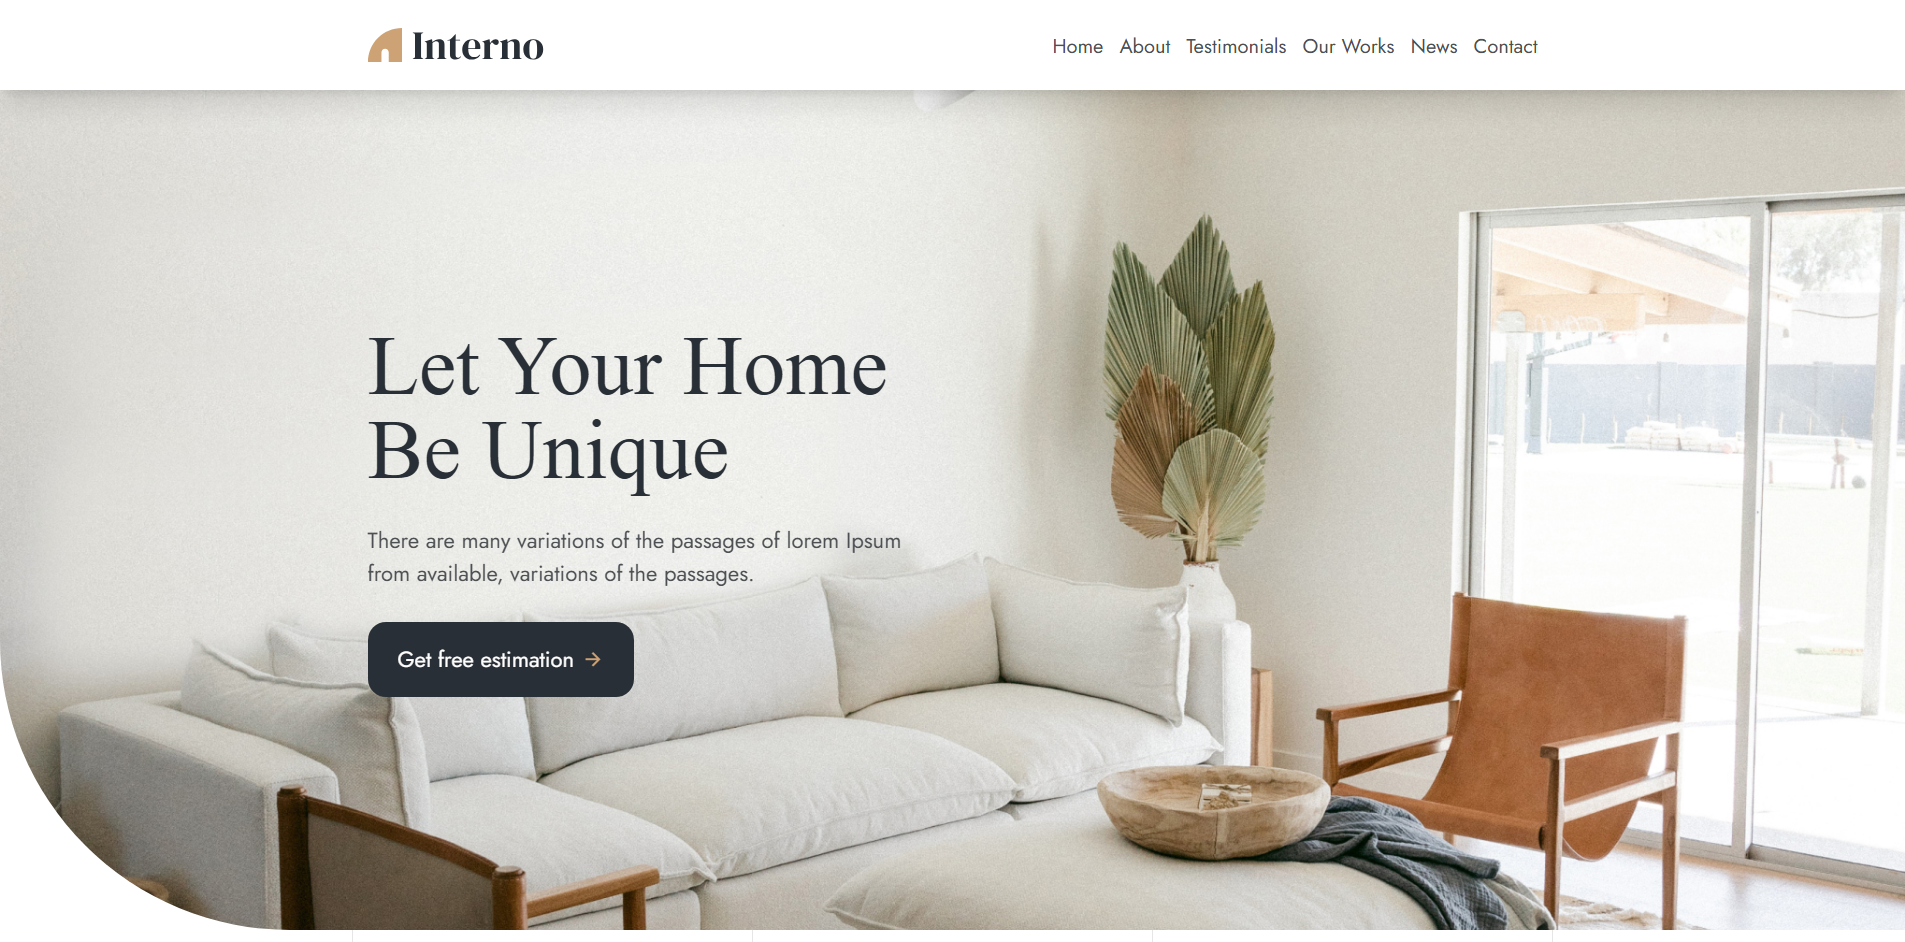 Interno
Home About Testimonials Our Works News Contact
Let Your Home
Be Unique
There are many variations of the passages of lorem Ipsum
from available, variations of the passages.
Get free estimation →